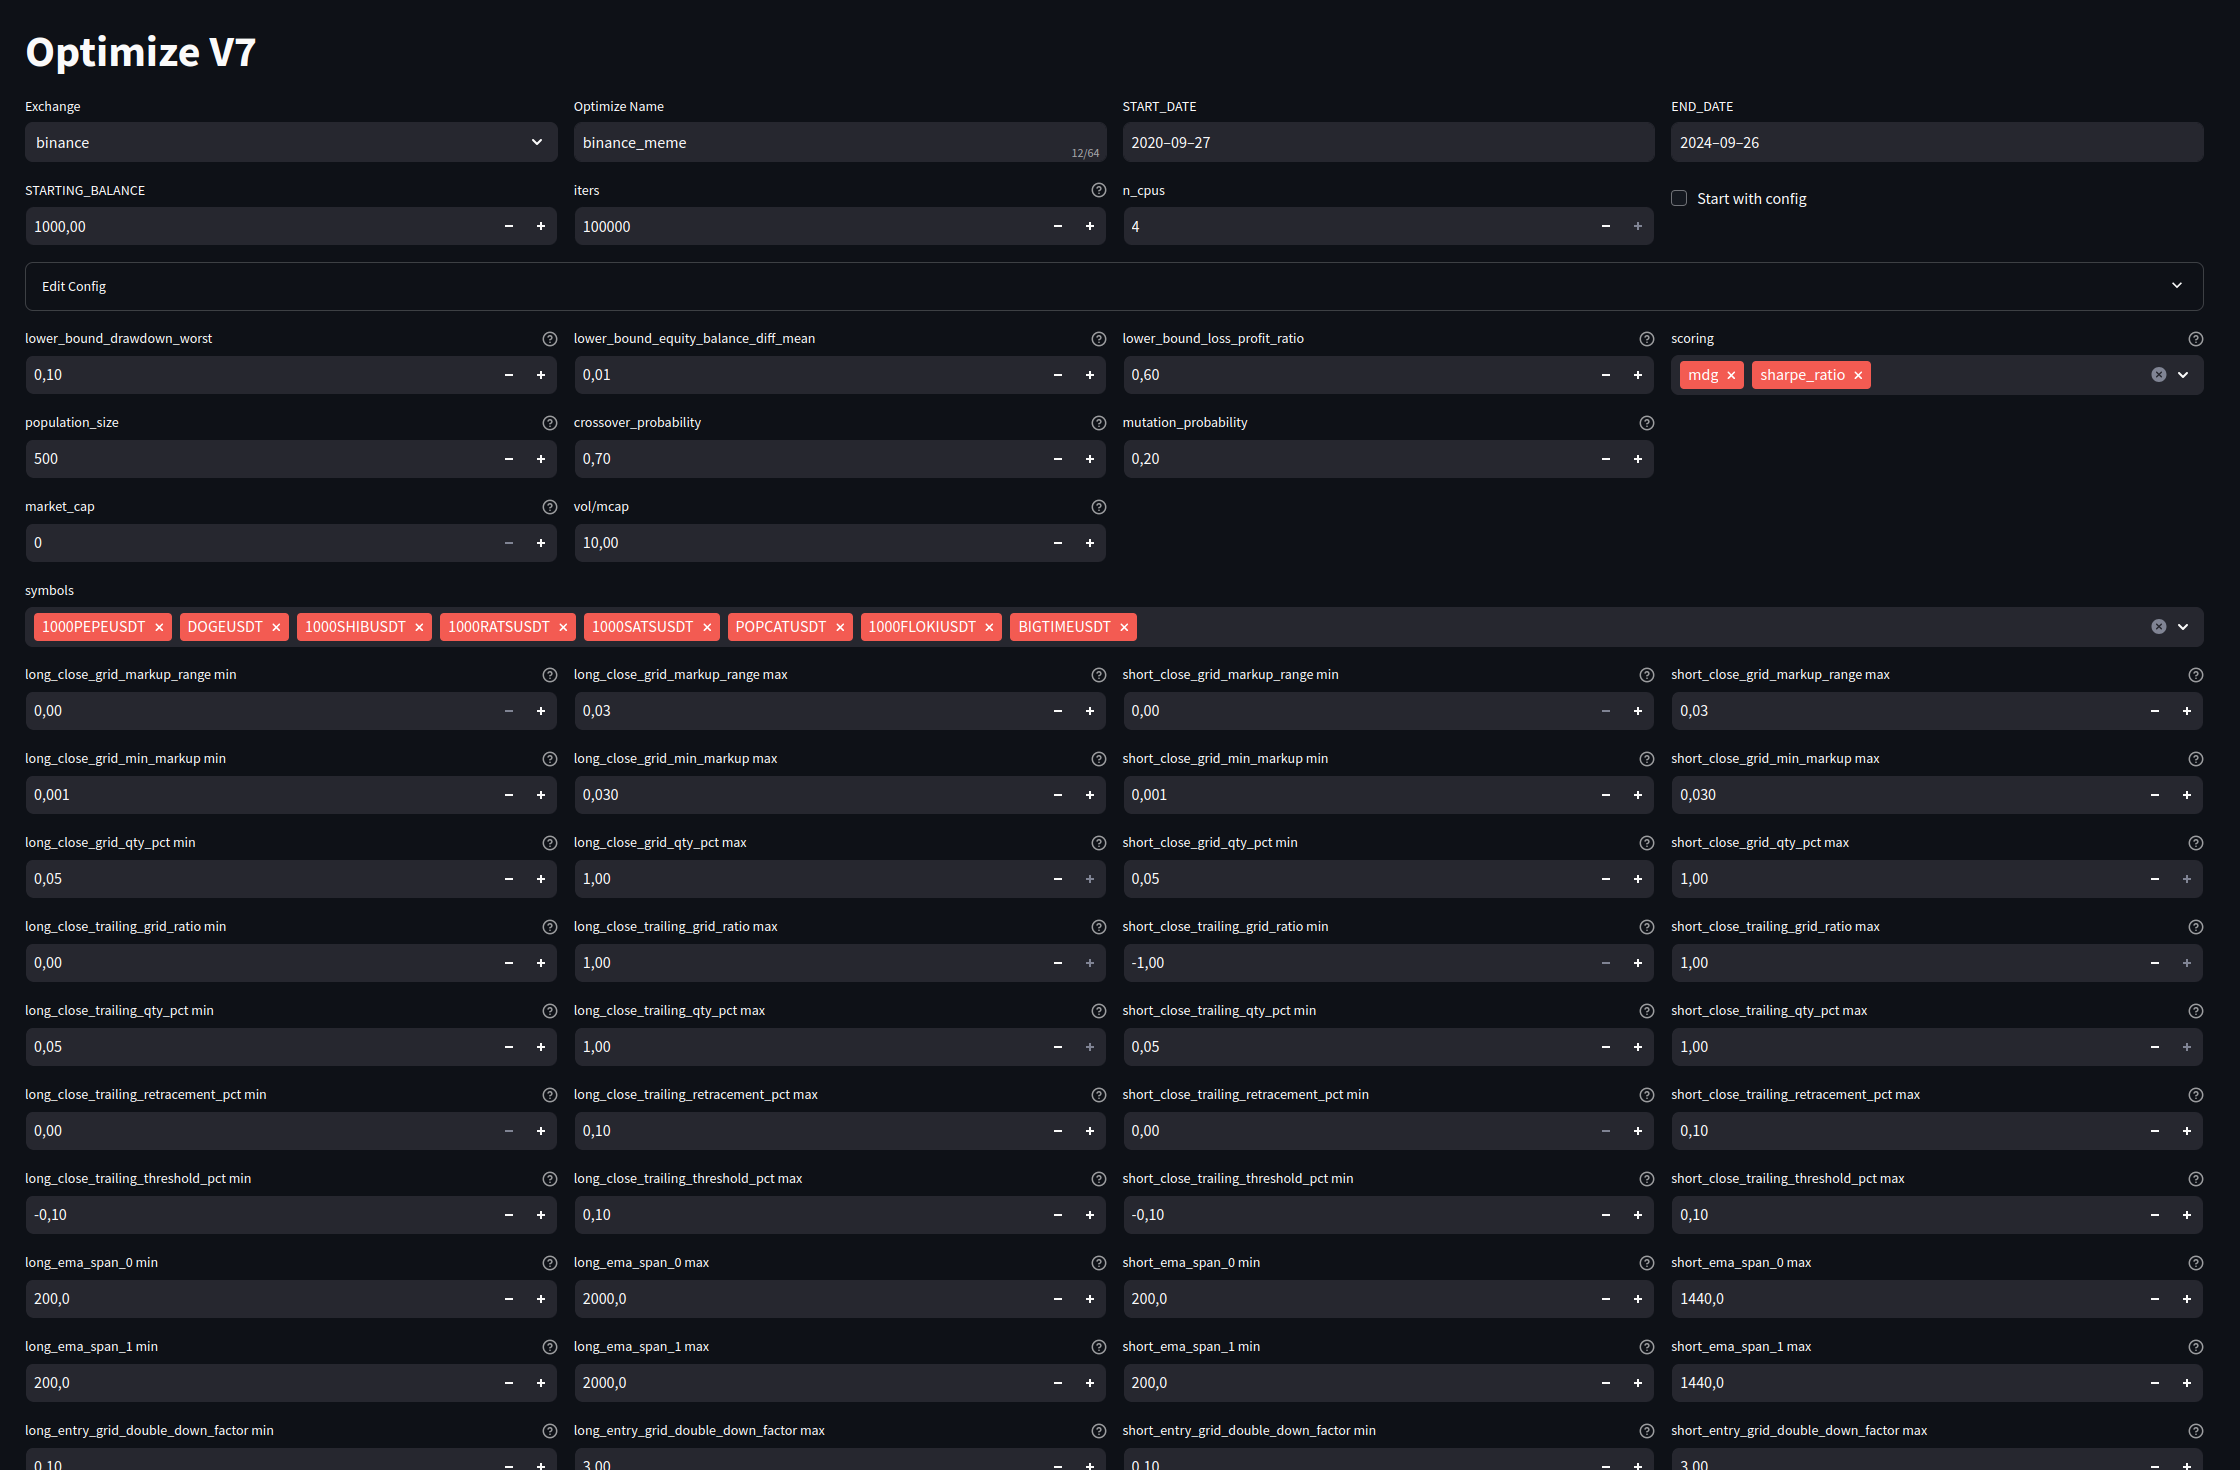 Optimize V7
Exchange Optimize Name START_DATE END_DATE
binance binance_meme 12/64 2020–09–27 2024–09–26
STARTING_BALANCE iters n_cpus
1000,00 100000 4 Start with config
Edit Config
lower_bound_drawdown_worst lower_bound_equity_balance_diff_mean lower_bound_loss_profit_ratio scoring
0,10 0,01 0,60 mdg sharpe_ratio
population_size crossover_probability mutation_probability
500 0,70 0,20
market_cap vol/mcap
0 10,00
symbols
1000PEPEUSDT DOGEUSDT 1000SHIBUSDT 1000RATSUSDT 1000SATSUSDT POPCATUSDT 1000FLOKIUSDT BIGTIMEUSDT
long_close_grid_markup_range min long_close_grid_markup_range max short_close_grid_markup_range min short_close_grid_markup_range max
0,00 0,03 0,00 0,03
long_close_grid_min_markup min long_close_grid_min_markup max short_close_grid_min_markup min short_close_grid_min_markup max
0,001 0,030 0,001 0,030
long_close_grid_qty_pct min long_close_grid_qty_pct max short_close_grid_qty_pct min short_close_grid_qty_pct max
0,05 1,00 0,05 1,00
long_close_trailing_grid_ratio min long_close_trailing_grid_ratio max short_close_trailing_grid_ratio min short_close_trailing_grid_ratio max
0,00 1,00 -1,00 1,00
long_close_trailing_qty_pct min long_close_trailing_qty_pct max short_close_trailing_qty_pct min short_close_trailing_qty_pct max
0,05 1,00 0,05 1,00
long_close_trailing_retracement_pct min long_close_trailing_retracement_pct max short_close_trailing_retracement_pct min short_close_trailing_retracement_pct max
0,00 0,10 0,00 0,10
long_close_trailing_threshold_pct min long_close_trailing_threshold_pct max short_close_trailing_threshold_pct min short_close_trailing_threshold_pct max
-0,10 0,10 -0,10 0,10
long_ema_span_0 min long_ema_span_0 max short_ema_span_0 min short_ema_span_0 max
200,0 2000,0 200,0 1440,0
long_ema_span_1 min long_ema_span_1 max short_ema_span_1 min short_ema_span_1 max
200,0 2000,0 200,0 1440,0
long_entry_grid_double_down_factor min long_entry_grid_double_down_factor max short_entry_grid_double_down_factor min short_entry_grid_double_down_factor max
0,10 3,00 0,10 3,00